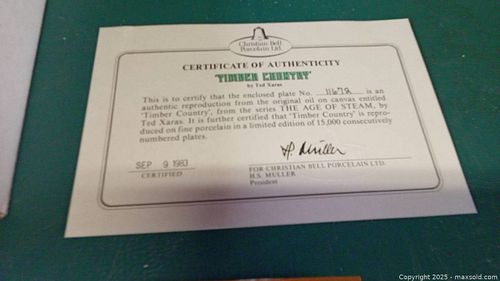 Christian Bell
Porcelain Ltd.
CERTIFICATE OF AUTHENTICITY
'TIMBER COUNTRY'
by Ted Xaras
This is to certify that the enclosed plate No. 11672 is an
authentic reproduction from the original oil on canvas entitled
'Timber Country', from the series THE AGE OF STEAM, by
Ted Xaras. It is further certified that 'Timber Country' is repro-
duced on fine porcelain in a limited edition of 15,000 consecutively
numbered plates.
SEP 9 1983
CERTIFIED
H.S. Muller
FOR CHRISTIAN BELL PORCELAIN LTD.
H.S. MULLER
President
Copyright © 2025 - maxsold.com